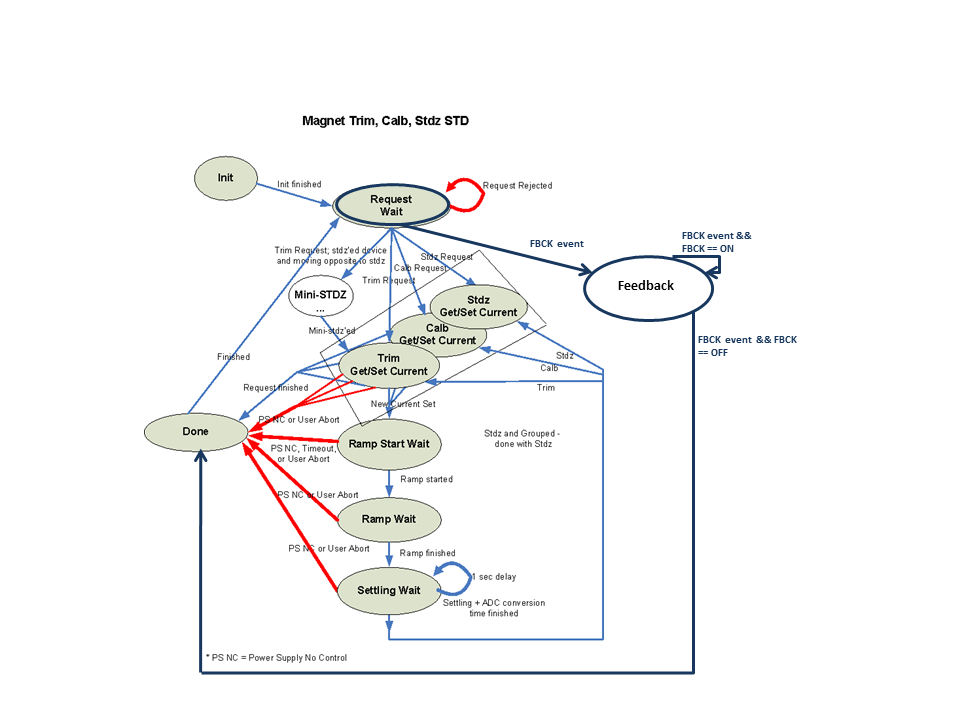 Magnet Trim, Calb, Stdz STD
Init
Init finished
Request
Wait
Request Rejected
FBCK event
FBCK event &&
FBCK == ON
Trim Request; stdz'ed device
and moving opposite to stdz
Stdz Request
Calb Request
Trim Request
Mini-STDZ
...
Feedback
Stdz
Get/Set Current
Calb
Get/Set Current
Mini-stdz'ed
Trim
Get/Set Current
FBCK event && FBCK
== OFF
Finished
Stdz
Calb
Trim
Request finished
New Current Set
PS NC or User Abort
Done
Ramp Start Wait
Stdz and Grouped -
done with Stdz
PS NC, Timeout,
or User Abort
Ramp started
PS NC or User Abort
Ramp Wait
PS NC or User Abort
Ramp finished
1 sec delay
Settling Wait
Settling + ADC conversion
time finished
* PS NC = Power Supply No Control